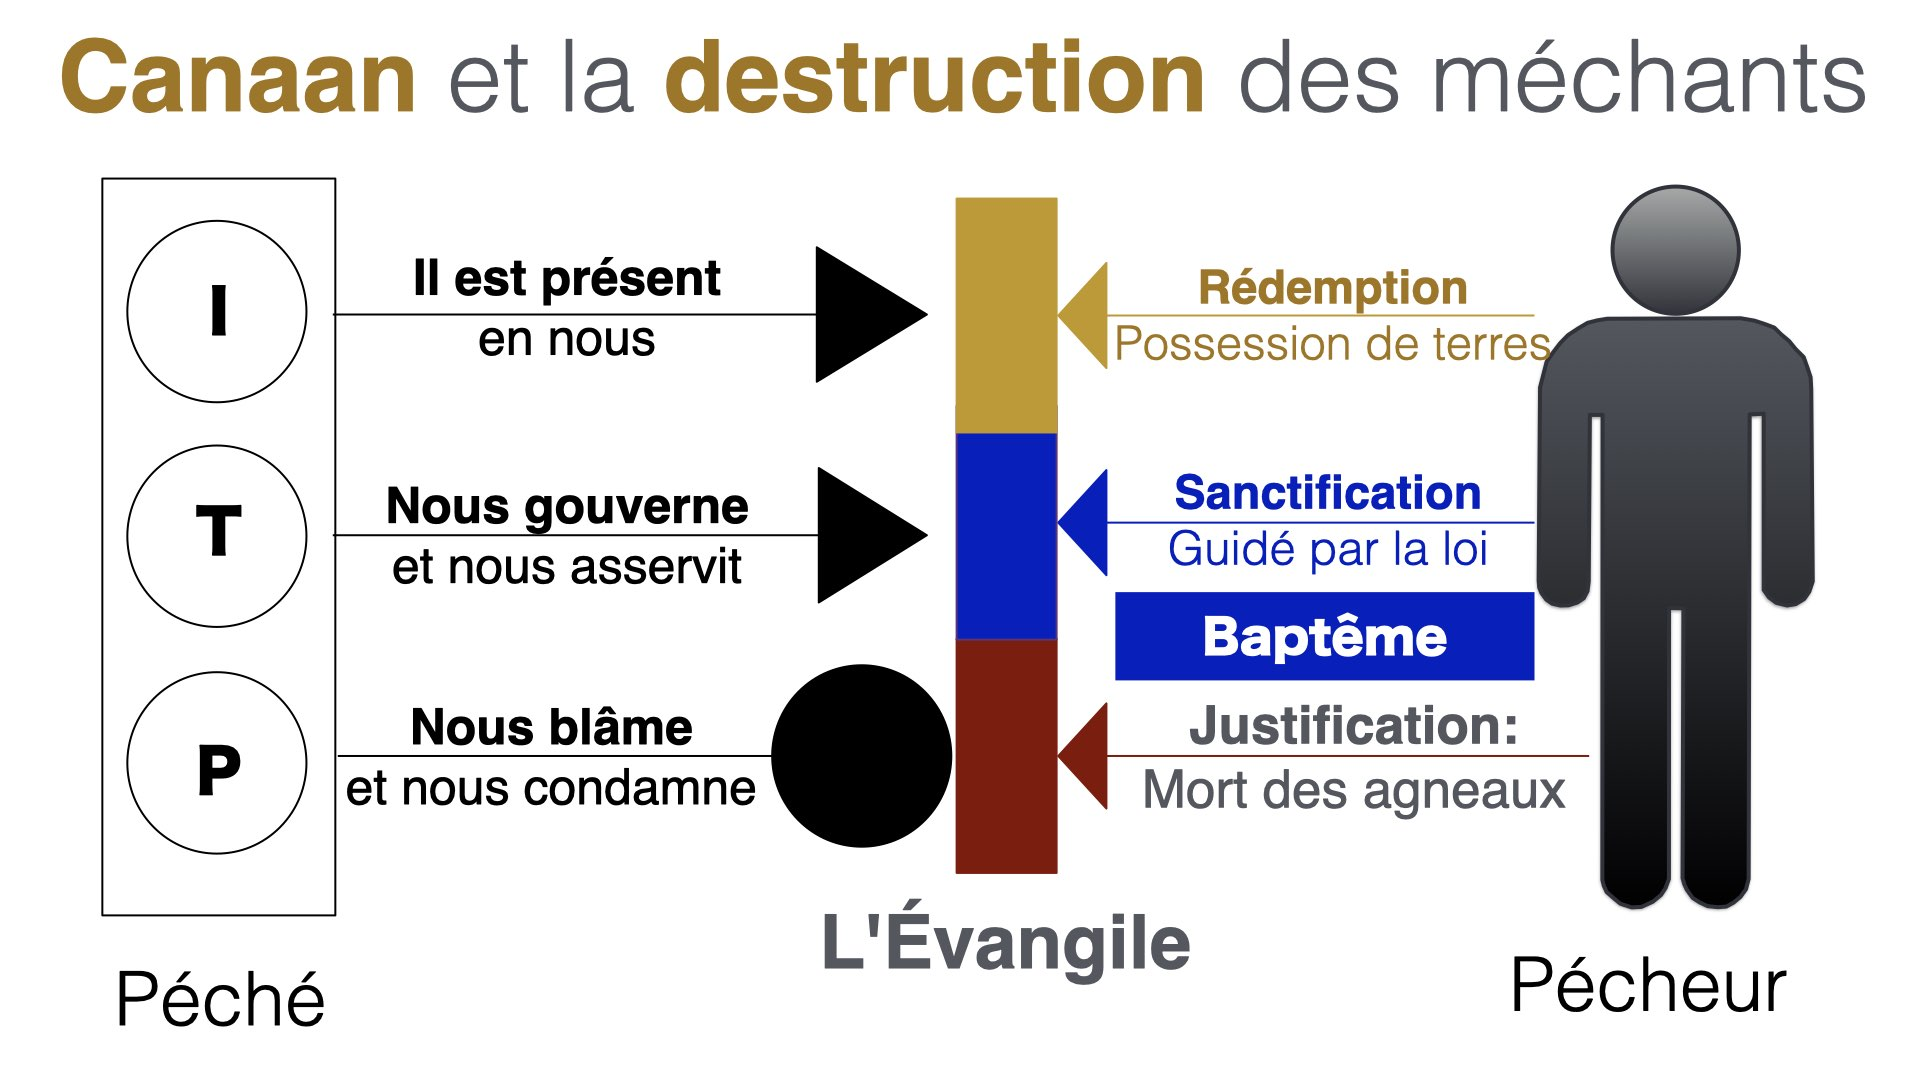 Canaan et la destruction des méchants
I
Il est présent
en nous
Rédemption
Possession de terres
T
Nous gouverne
et nous asservit
Sanctification
Guidé par la loi
Baptême
P
Nous blâme
et nous condamne
Justification:
Mort des agneaux
L'Évangile
Péché
Pécheur